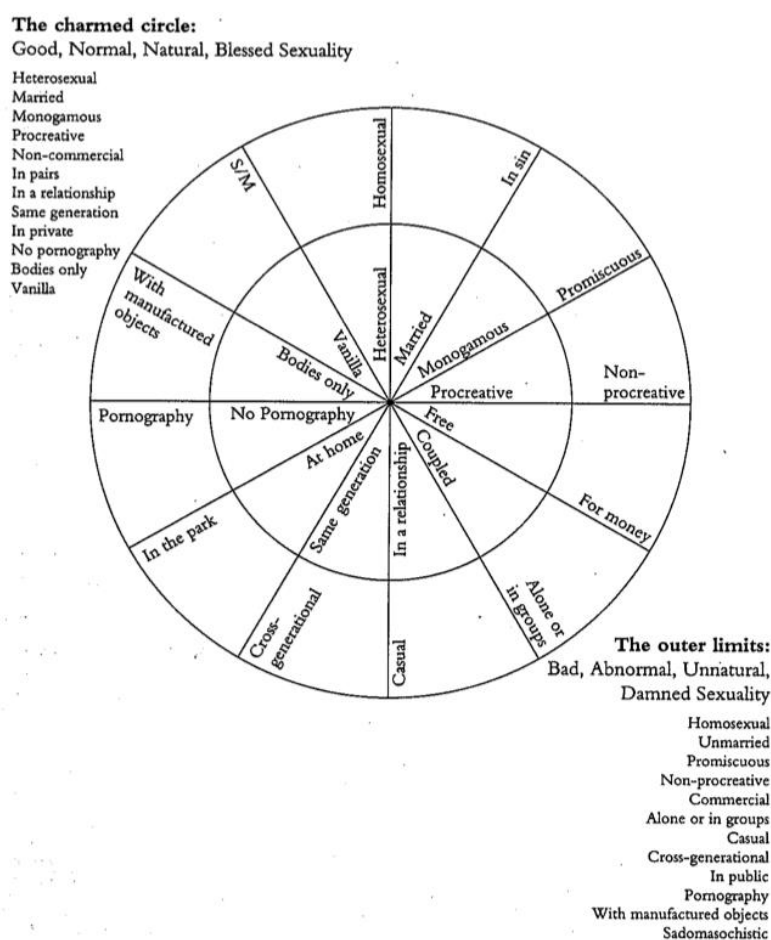 The charmed circle:
Good, Normal, Natural, Blessed Sexuality
Heterosexual
Married
Monogamous
Procreative
Non-commercial
In pairs
In a relationship
Same generation
In private
No pornography
Bodies only
Vanilla
S/M
Homosexual
In sin
Promiscuous
With
manufactured
objects
Vanilla
Heterosexual
Married
Monogamous
Bodies only
Procreative
Non-
procreative
Pornography
No Pornography
Free
At home
Same generation
In a relationship
Coupled
For money
In the park
Cross-
generational
Casual
Alone or
in groups
The outer limits:
Bad, Abnormal, Unnatural,
Damned Sexuality
Homosexual
Unmarried
Promiscuous
Non-procreative
Commercial
Alone or in groups
Casual
Cross-generational
In public
Pornography
With manufactured objects
Sadomasochistic